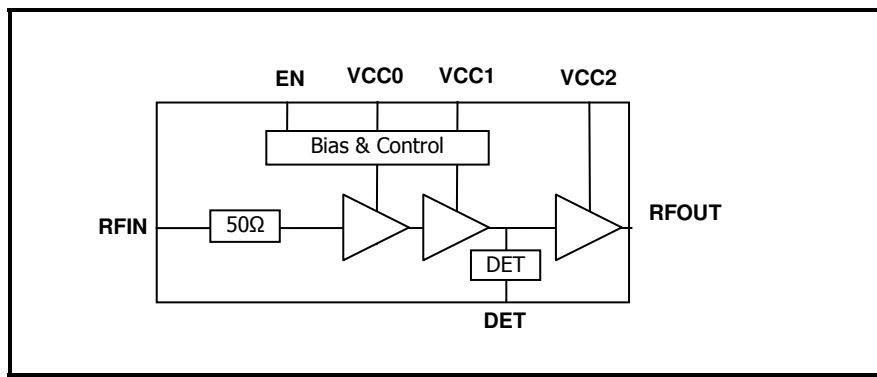 EN VCC0 VCC1 VCC2
Bias & Control
RFIN 50Ω RFOUT
DET
DET